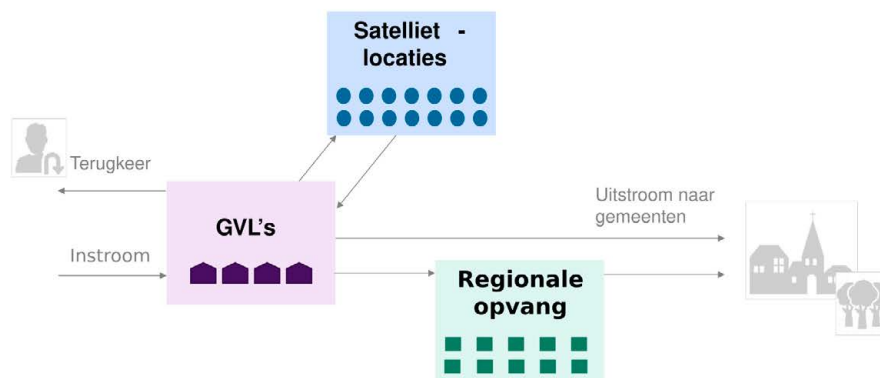 Satelliet -
locaties
Terugkeer
GVL's
Instroom
Uitstroom naar
gemeenten
Regionale
opvang